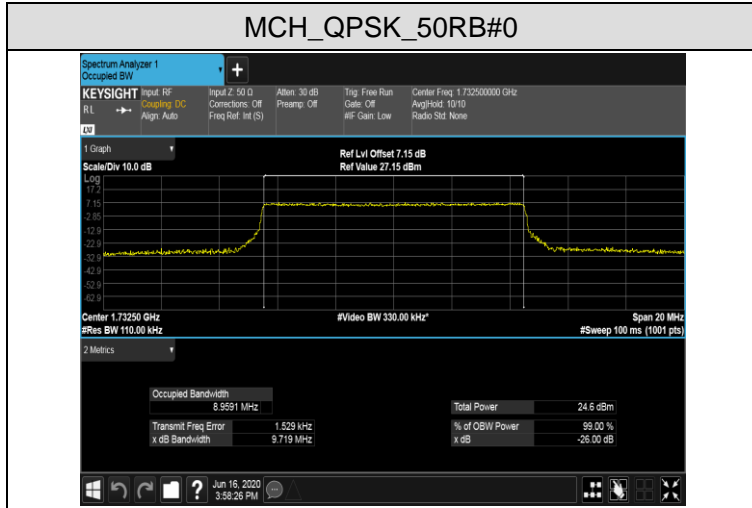 MCH_QPSK_50RB#0
Spectrum Analyzer 1
Occupied BW
+
KEYSIGHT Input: RF Input Z: 50 Ω Atten: 30 dB Trig: Free Run Center Freq: 1.732500000 GHz
RL Coupling: DC Corrections: Off Preamp: Off Gate: Off Avg|Hold: 10/10
Align: Auto Freq Ref: Int (S) #IF Gain: Low Radio Std: None
LXI
1 Graph
Ref Lvl Offset 7.15 dB
Scale/Div 10.0 dB Ref Value 27.15 dBm
Log
17.2
7.15
-2.85
-12.9
-22.9
-32.9
-42.9
-52.9
-62.9
Center 1.73250 GHz #Video BW 330.00 kHz* Span 20 MHz
#Res BW 110.00 kHz #Sweep 100 ms (1001 pts)
2 Metrics
Occupied Bandwidth
8.9591 MHz Total Power 24.6 dBm
Transmit Freq Error 1.529 kHz % of OBW Power 99.00 %
x dB Bandwidth 9.719 MHz x dB -26.00 dB
? Jun 16, 2020
3:58:26 PM